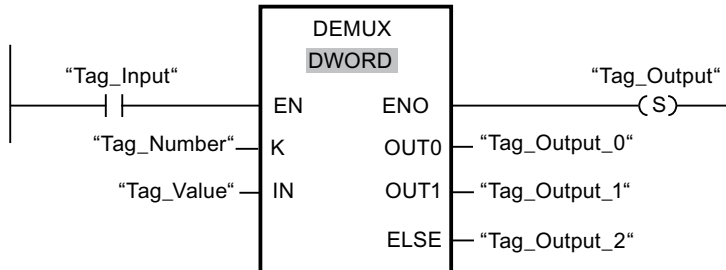 DEMUX
DWORD
“Tag_Input“
“Tag_Output“
EN
ENO
S
“Tag_Number“
K
OUT0
“Tag_Output_0“
“Tag_Value“
IN
OUT1
“Tag_Output_1“
ELSE
“Tag_Output_2“